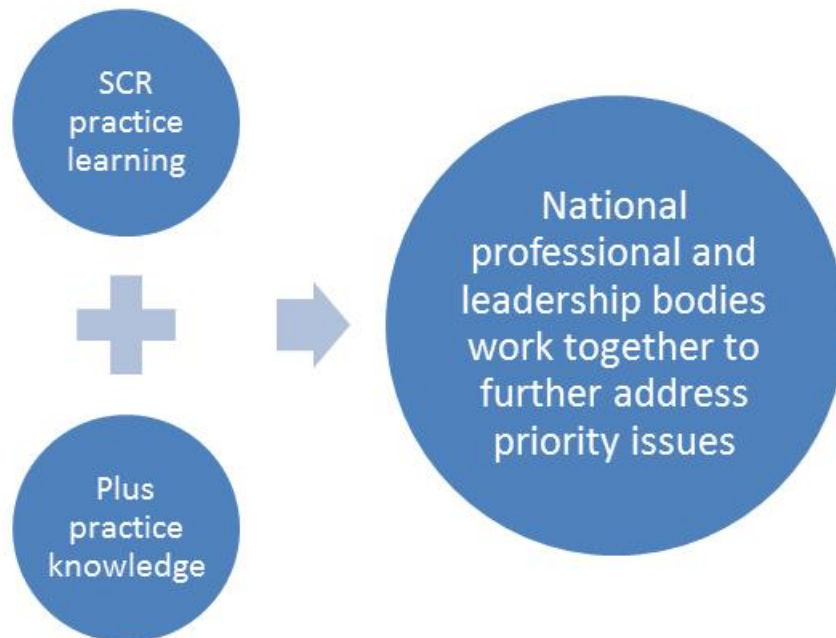 SCR
practice
learning
Plus
practice
knowledge
National
professional and
leadership bodies
work together to
further address
priority issues